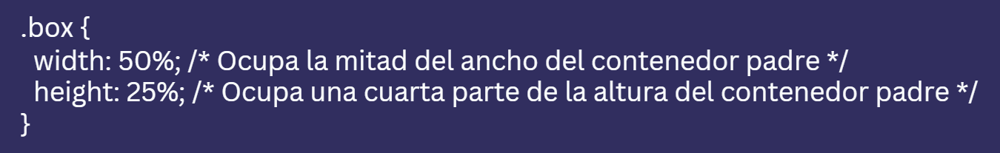 .box {
width: 50%; /* Ocupa la mitad del ancho del contenedor padre */
height: 25%; /* Ocupa una cuarta parte de la altura del contenedor padre */
}